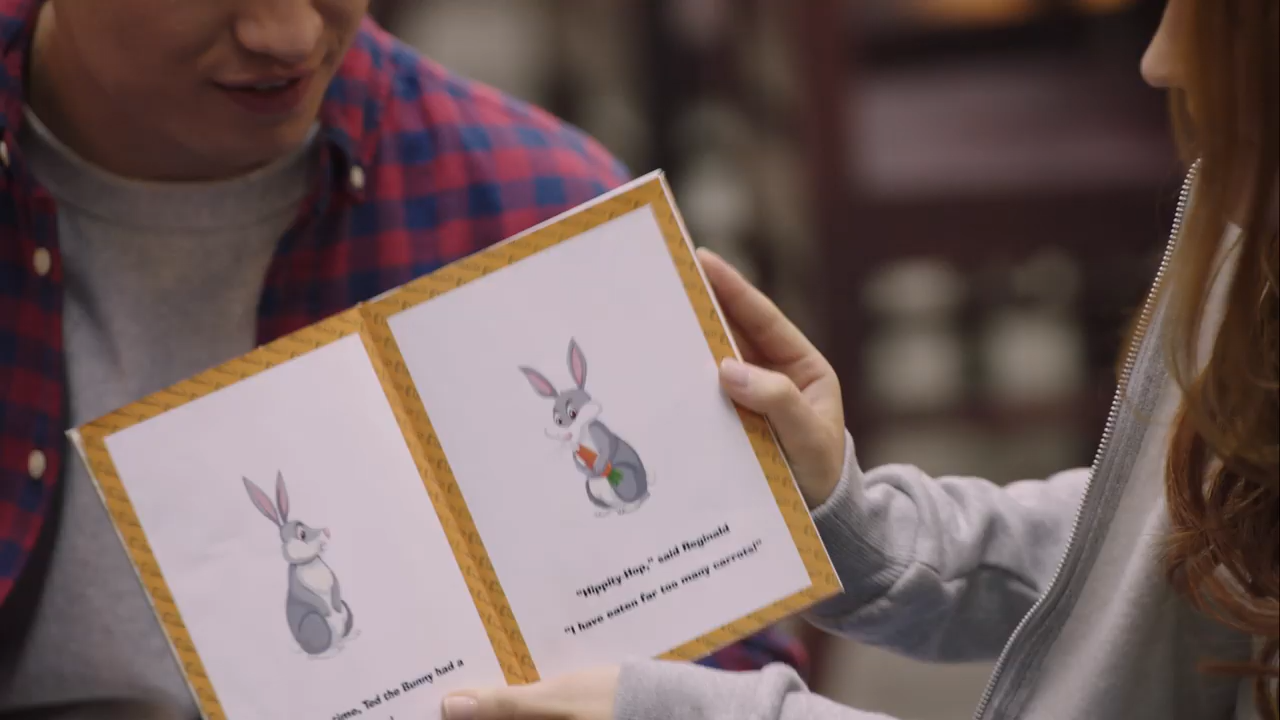 time, Ted the Bunny had a
"Hippity Hop," said Reginald
"I have eaten far too many carrots!"